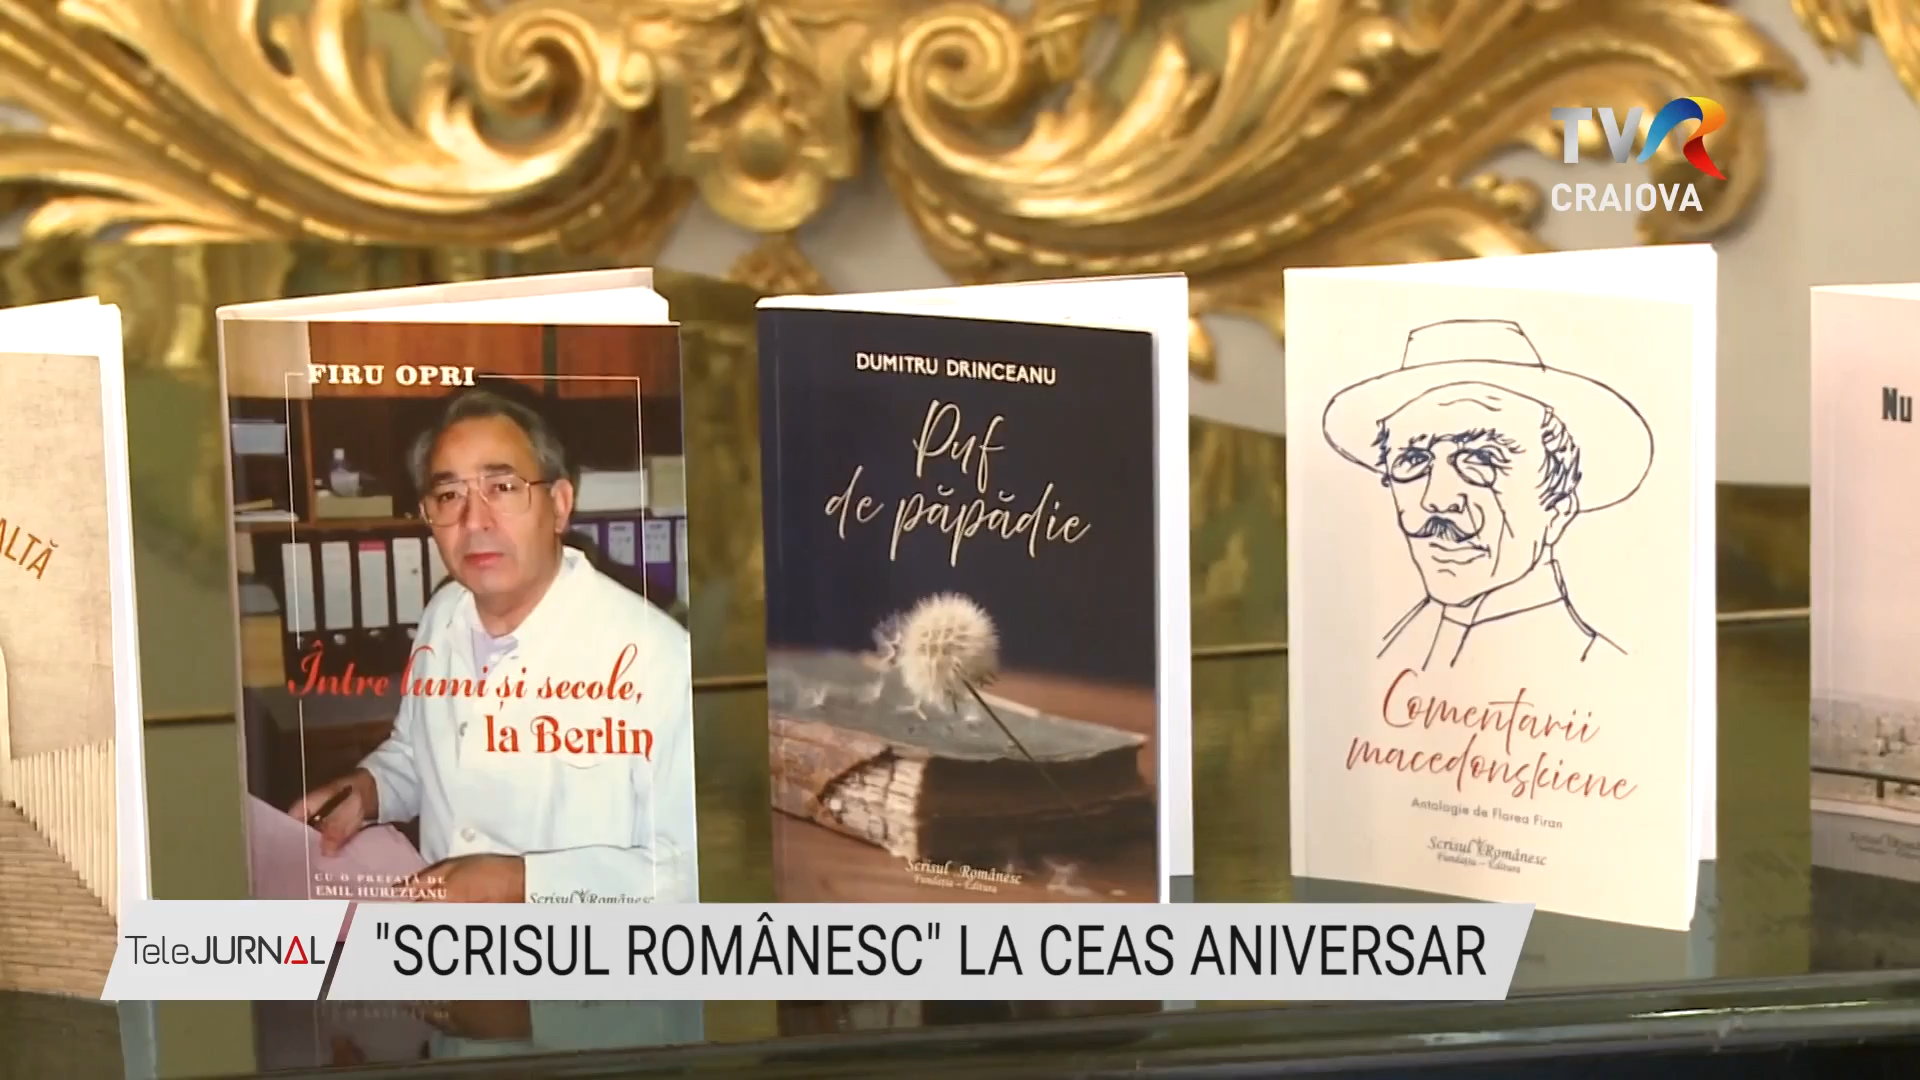 TVR
CRAIOVA
ALTĂ
FIRU OPRI
Între lumi și secole,
la Berlin
CU O PREFAȚĂ DE
EMIL HUREZEANU
Scrisul Românesc
DUMITRU DRINCEANU
Puf
de păpădie
Scrisul Românesc
Fundația – Editura
Comentarii
macedonskiene
Antologie de Florea Firan
Scrisul Românesc
Fundația – Editura
Nu
TeleJURNAL
"SCRISUL ROMÂNESC" LA CEAS ANIVERSAR